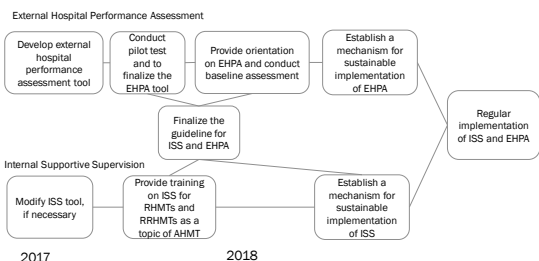 External Hospital Performance Assessment
Develop external
hospital
performance
assessment tool
Conduct
pilot test
and to
finalize the
EHPA tool
Provide orientation
on EHPA and conduct
baseline assessment
Establish a
mechanism for
sustainable
implementation
of EHPA
Finalize the
guideline for
ISS and EHPA
Regular
implementation
of ISS and EHPA
Internal Supportive Supervision
Modify ISS tool,
if necessary
Provide training
on ISS for
RHMTs and
RRHMTs as a
topic of AHMT
Establish a
mechanism for
sustainable
implementation
of ISS
2017
2018